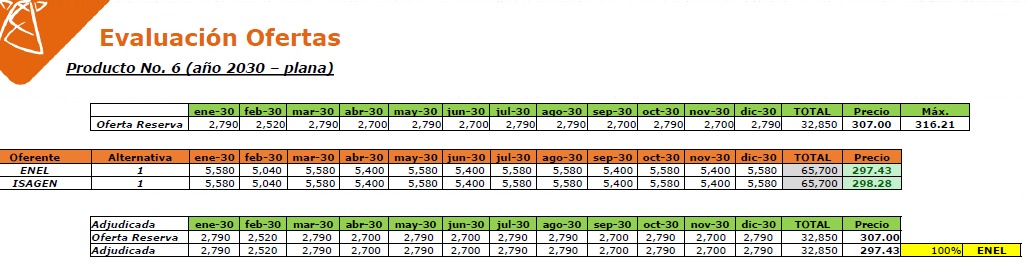 Evaluación Ofertas
Producto No. 6 (año 2030 – plana)
ene-30 feb-30 mar-30 abr-30 may-30 jun-30 jul-30 ago-30 sep-30 oct-30 nov-30 dic-30 TOTAL Precio Máx.
Oferta Reserva 2,790 2,520 2,790 2,700 2,790 2,700 2,790 2,790 2,700 2,790 2,700 2,790 32,850 307.00 316.21
Oferente Alternativa ene-30 feb-30 mar-30 abr-30 may-30 jun-30 jul-30 ago-30 sep-30 oct-30 nov-30 dic-30 TOTAL Precio
ENEL 1 5,580 5,040 5,580 5,400 5,580 5,400 5,580 5,580 5,400 5,580 5,400 5,580 65,700 297.43
ISAGEN 1 5,580 5,040 5,580 5,400 5,580 5,400 5,580 5,580 5,400 5,580 5,400 5,580 65,700 298.28
Adjudicada ene-30 feb-30 mar-30 abr-30 may-30 jun-30 jul-30 ago-30 sep-30 oct-30 nov-30 dic-30 TOTAL Precio
Oferta Reserva 2,790 2,520 2,790 2,700 2,790 2,700 2,790 2,790 2,700 2,790 2,700 2,790 32,850 307.00
Adjudicada 2,790 2,520 2,790 2,700 2,790 2,700 2,790 2,790 2,700 2,790 2,700 2,790 32,850 297.43 100% ENEL